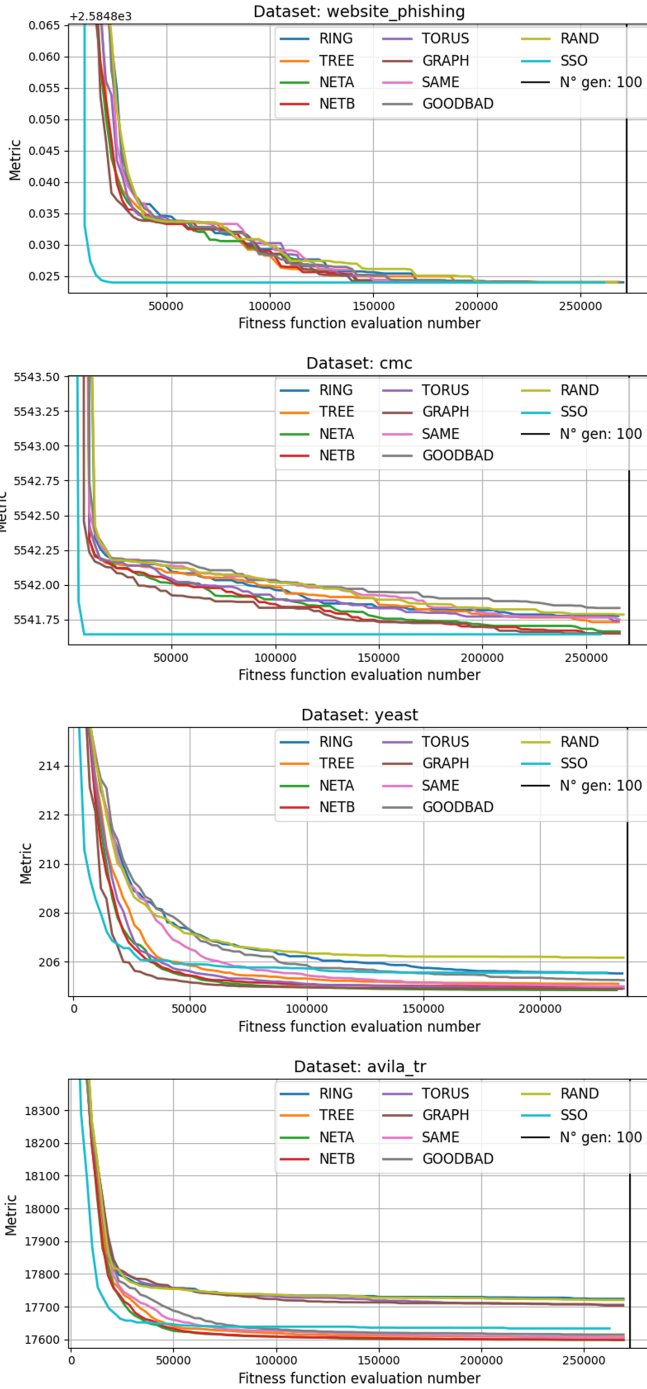 Dataset: website_phishing
+2.5848e3
0.065
0.060
0.055
0.050
0.045
0.040
0.035
0.030
0.025
Metric
RING TORUS RAND
TREE GRAPH SSO
NETA SAME N° gen: 100
NETB GOODBAD
50000 100000 150000 200000 250000
Fitness function evaluation number
Dataset: cmc
5543.50
5543.25
5543.00
5542.75
5542.50
5542.25
5542.00
5541.75
Metric
RING TORUS RAND
TREE GRAPH SSO
NETA SAME N° gen: 100
NETB GOODBAD
50000 100000 150000 200000 250000
Fitness function evaluation number
Dataset: yeast
214
212
210
208
206
Metric
RING TORUS RAND
TREE GRAPH SSO
NETA SAME N° gen: 100
NETB GOODBAD
0 50000 100000 150000 200000
Fitness function evaluation number
Dataset: avila_tr
18300
18200
18100
18000
17900
17800
17700
17600
Metric
RING TORUS RAND
TREE GRAPH SSO
NETA SAME N° gen: 100
NETB GOODBAD
0 50000 100000 150000 200000 250000
Fitness function evaluation number